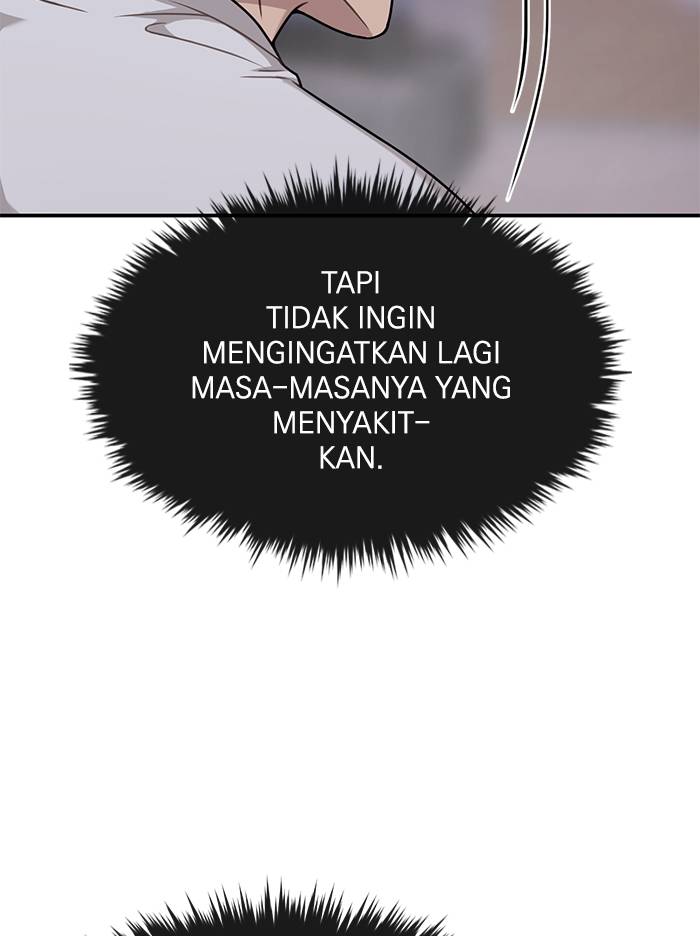 TAPI
TIDAK INGIN
MENGINGATKAN LAGI
MASA-MASANYA YANG
MENYAKIT-
KAN.